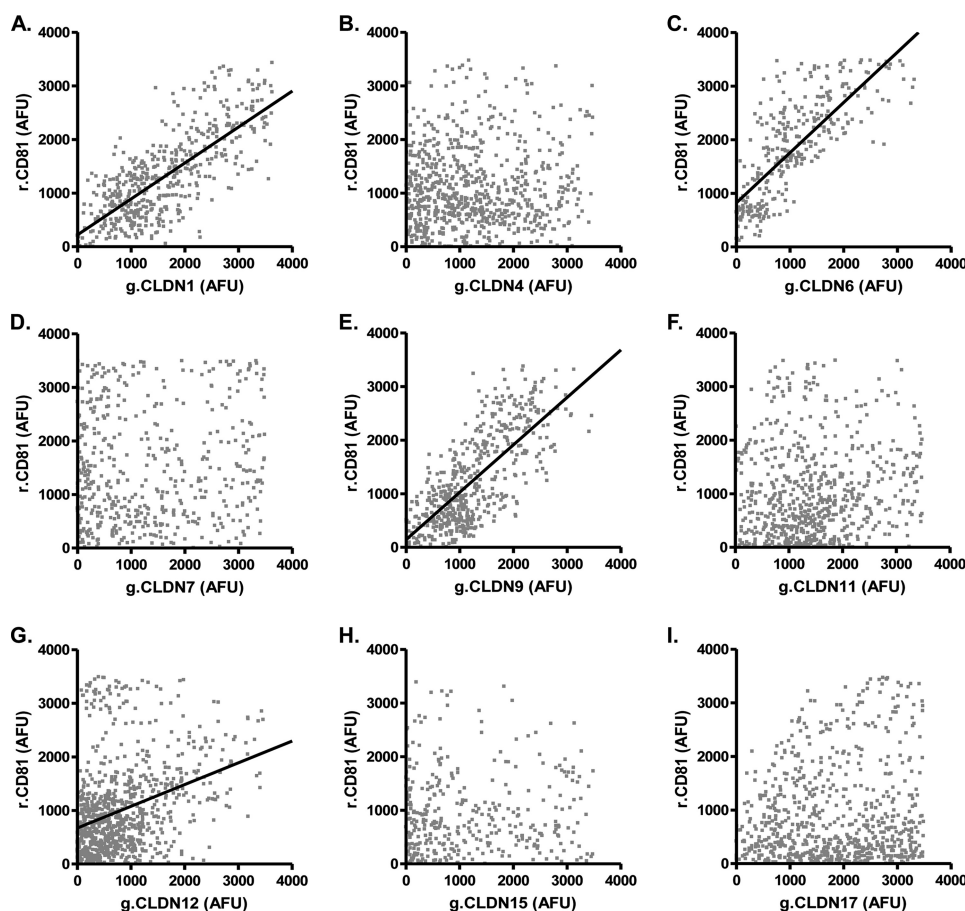 A.
4000
3000
2000
1000
0
r.CD81 (AFU)
0 1000 2000 3000 4000
g.CLDN1 (AFU)
B.
4000
3000
2000
1000
0
r.CD81 (AFU)
0 1000 2000 3000 4000
g.CLDN4 (AFU)
C.
4000
3000
2000
1000
0
r.CD81 (AFU)
0 1000 2000 3000 4000
g.CLDN6 (AFU)
D.
4000
3000
2000
1000
0
r.CD81 (AFU)
0 1000 2000 3000 4000
g.CLDN7 (AFU)
E.
4000
3000
2000
1000
0
r.CD81 (AFU)
0 1000 2000 3000 4000
g.CLDN9 (AFU)
F.
4000
3000
2000
1000
0
r.CD81 (AFU)
0 1000 2000 3000 4000
g.CLDN11 (AFU)
G.
4000
3000
2000
1000
0
r.CD81 (AFU)
0 1000 2000 3000 4000
g.CLDN12 (AFU)
H.
4000
3000
2000
1000
0
r.CD81 (AFU)
0 1000 2000 3000 4000
g.CLDN15 (AFU)
I.
4000
3000
2000
1000
0
r.CD81 (AFU)
0 1000 2000 3000 4000
g.CLDN17 (AFU)